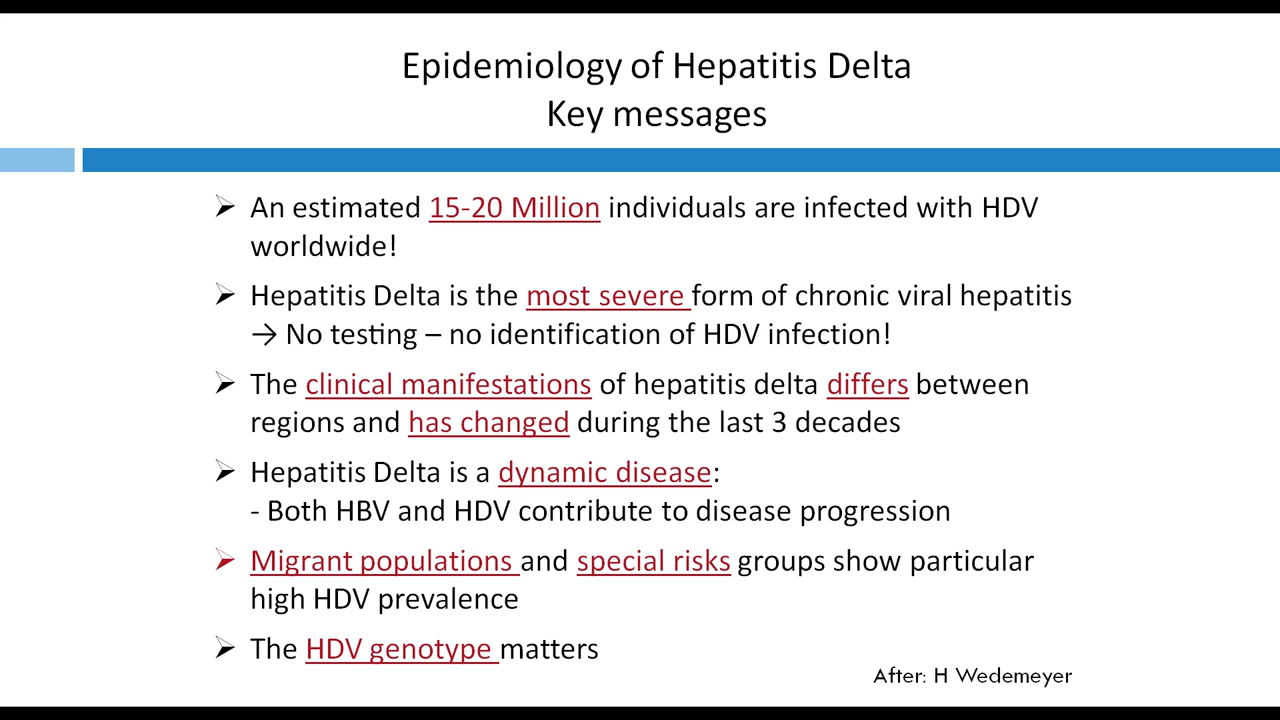 Epidemiology of Hepatitis Delta
Key messages
➢ An estimated 15-20 Million individuals are infected with HDV
worldwide!
➢ Hepatitis Delta is the most severe form of chronic viral hepatitis
→ No testing – no identification of HDV infection!
➢ The clinical manifestations of hepatitis delta differs between
regions and has changed during the last 3 decades
➢ Hepatitis Delta is a dynamic disease:
- Both HBV and HDV contribute to disease progression
➢ Migrant populations and special risks groups show particular
high HDV prevalence
➢ The HDV genotype matters
After: H Wedemeyer